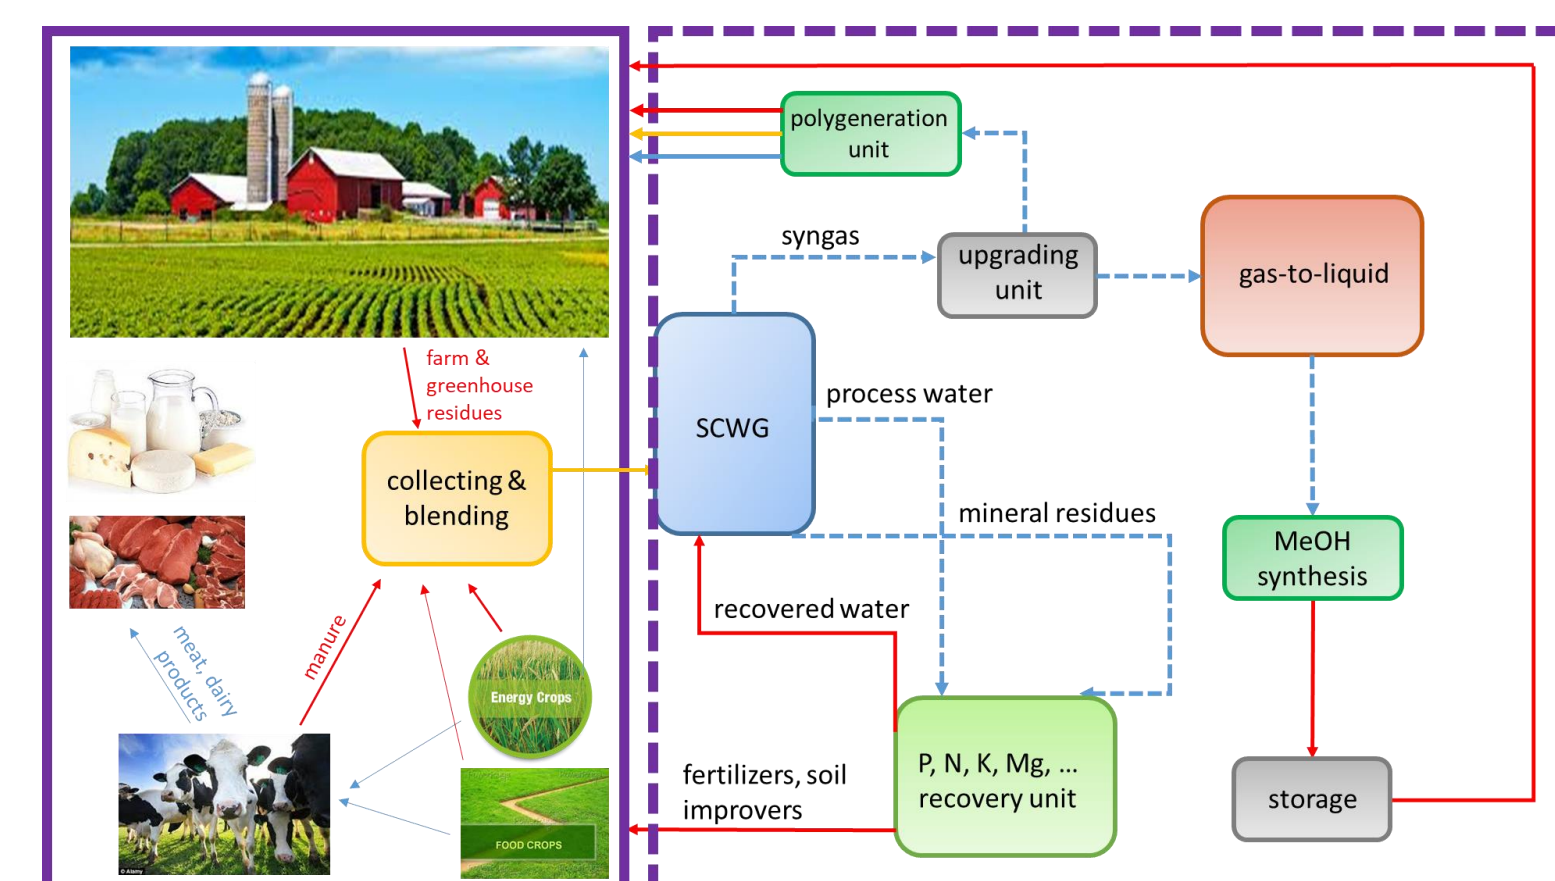 polygeneration
unit
syngas
upgrading
unit
gas-to-liquid
farm &
greenhouse
residues
process water
SCWG
collecting &
blending
mineral residues
MeOH
synthesis
recovered water
manure
meat, dairy
products
Energy Crops
P, N, K, Mg, ...
recovery unit
fertilizers, soil
improvers
storage
FOOD CROPS
© Alamy